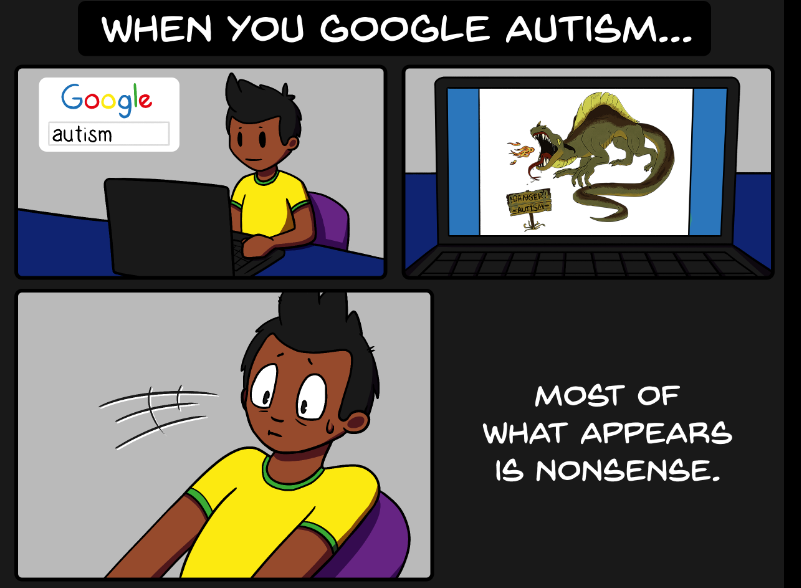 WHEN YOU GOOGLE AUTISM...
Google
autism
DANGER!
-AUTISM-
MOST OF
WHAT APPEARS
IS NONSENSE.